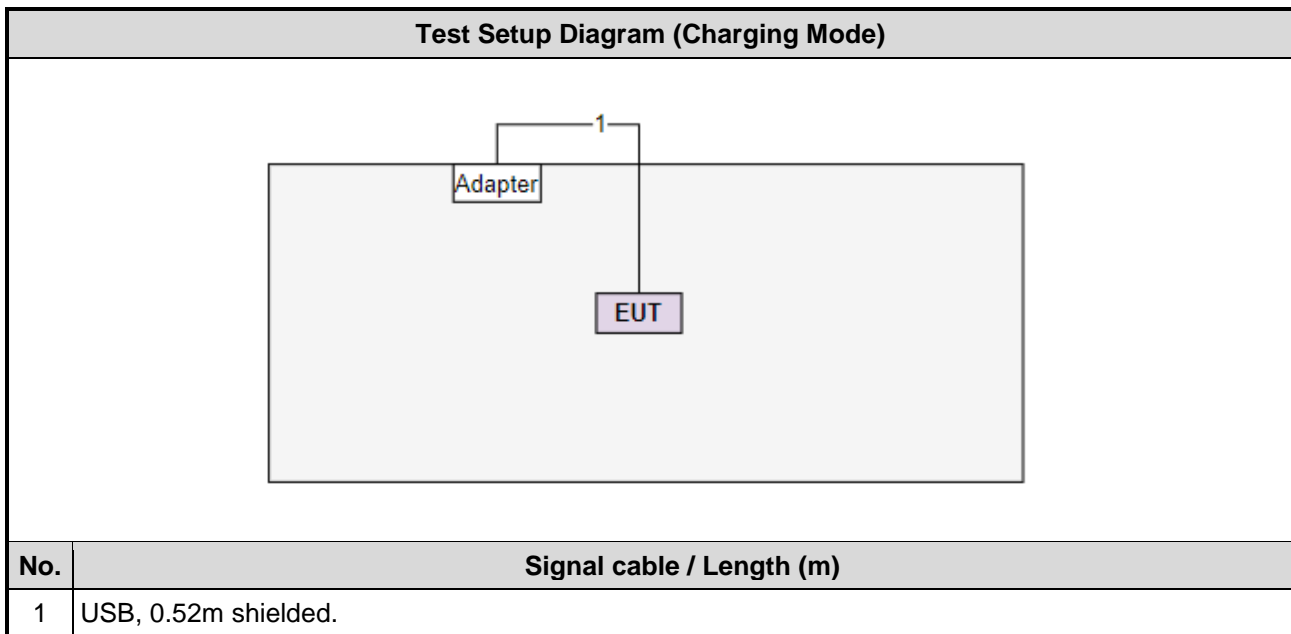 Test Setup Diagram (Charging Mode)
1
Adapter
EUT
No. Signal cable / Length (m)
1 USB, 0.52m shielded.